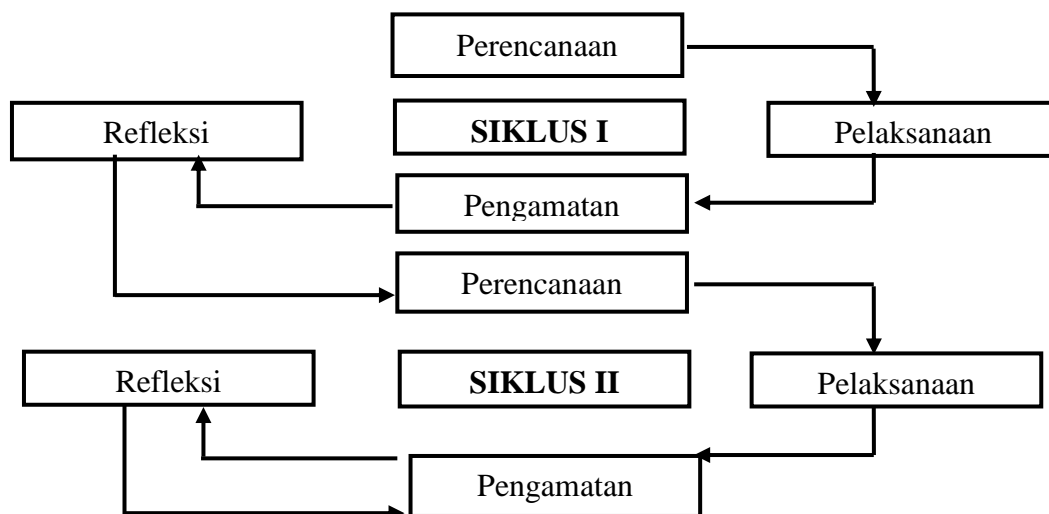 Perencanaan
Refleksi
SIKLUS I
Pelaksanaan
Pengamatan
Perencanaan
Refleksi
SIKLUS II
Pelaksanaan
Pengamatan